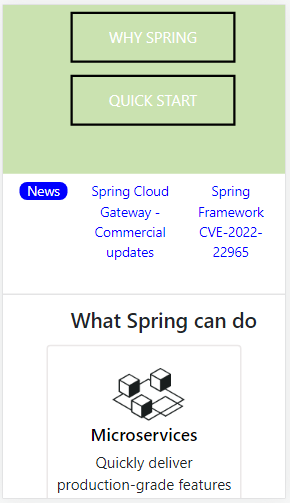 WHY SPRING
QUICK START
News
Spring Cloud
Gateway -
Commercial
updates
Spring
Framework
CVE-2022-
22965
What Spring can do
Microservices
Quickly deliver
production-grade features